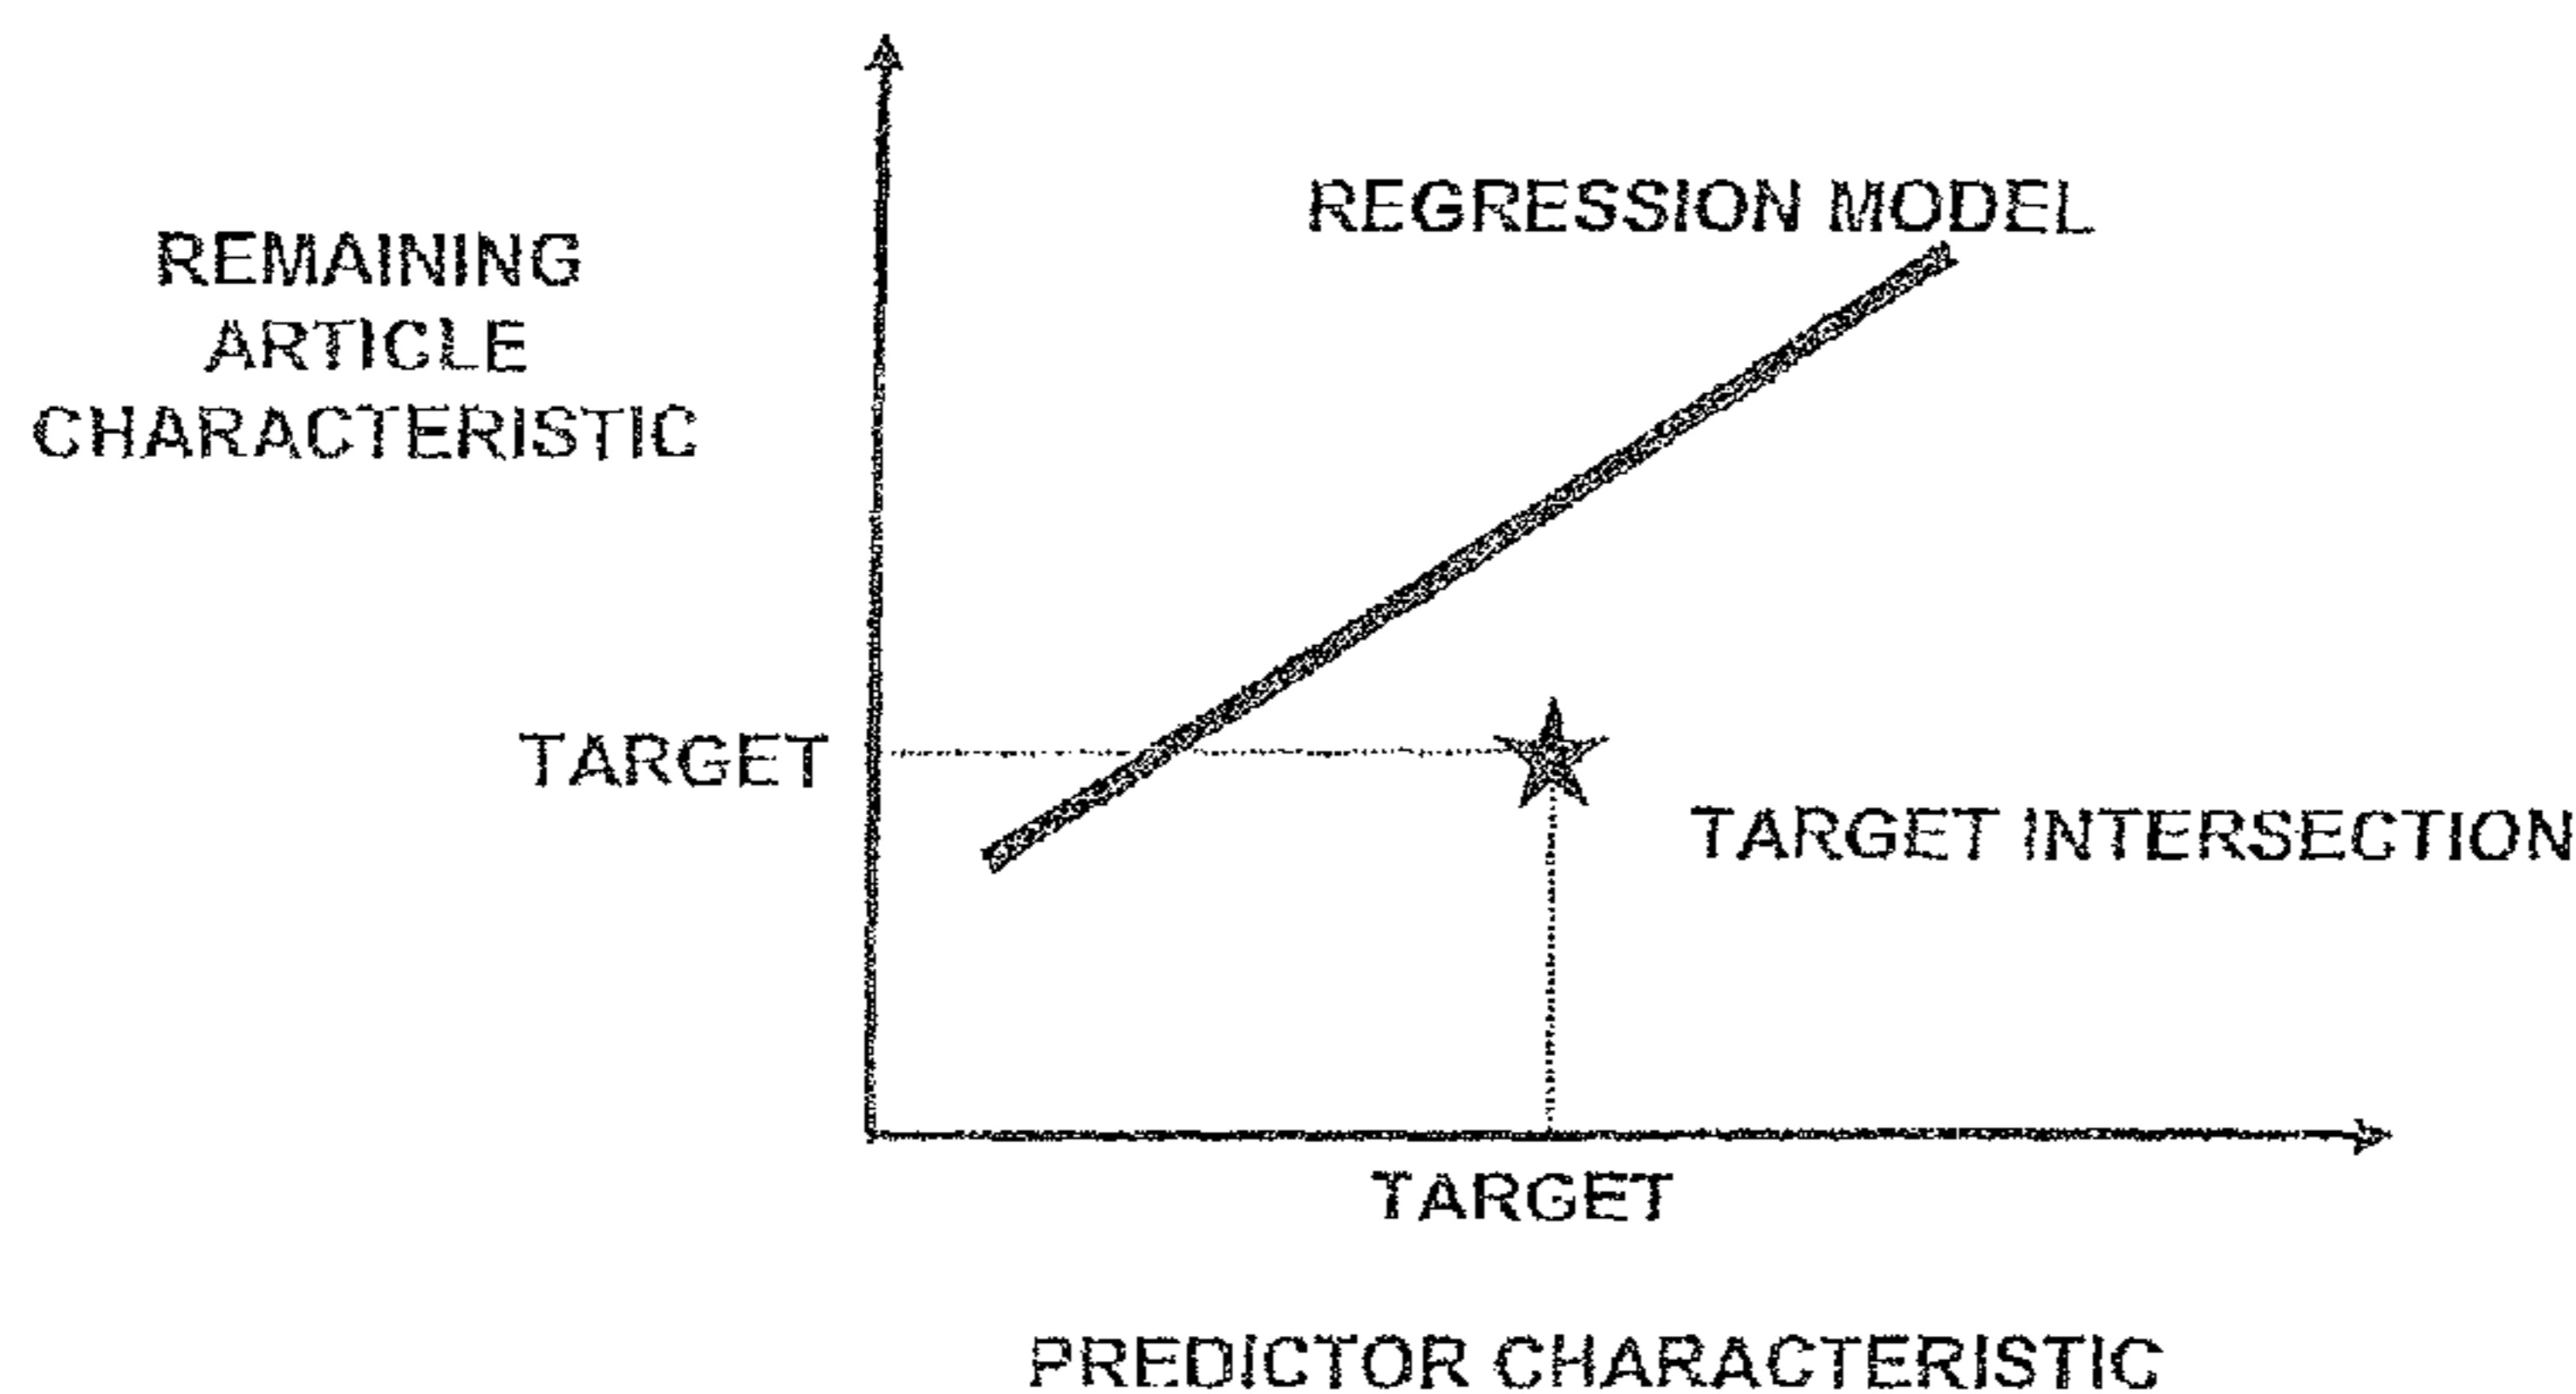 REGRESSION MODEL
REMAINING
ARTICLE
CHARACTERISTIC
TARGET
TARGET INTERSECTION
TARGET
PREDICTOR CHARACTERISTIC